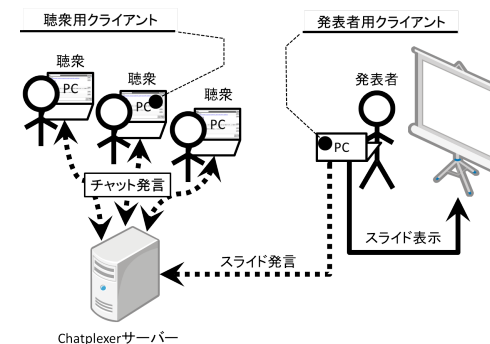 聴衆用クライアント
発表者用クライアント
聴衆
聴衆
聴衆
発表者
PC
PC
PC
PC
チャット発言
スライド表示
スライド発言
Chatplexerサーバー